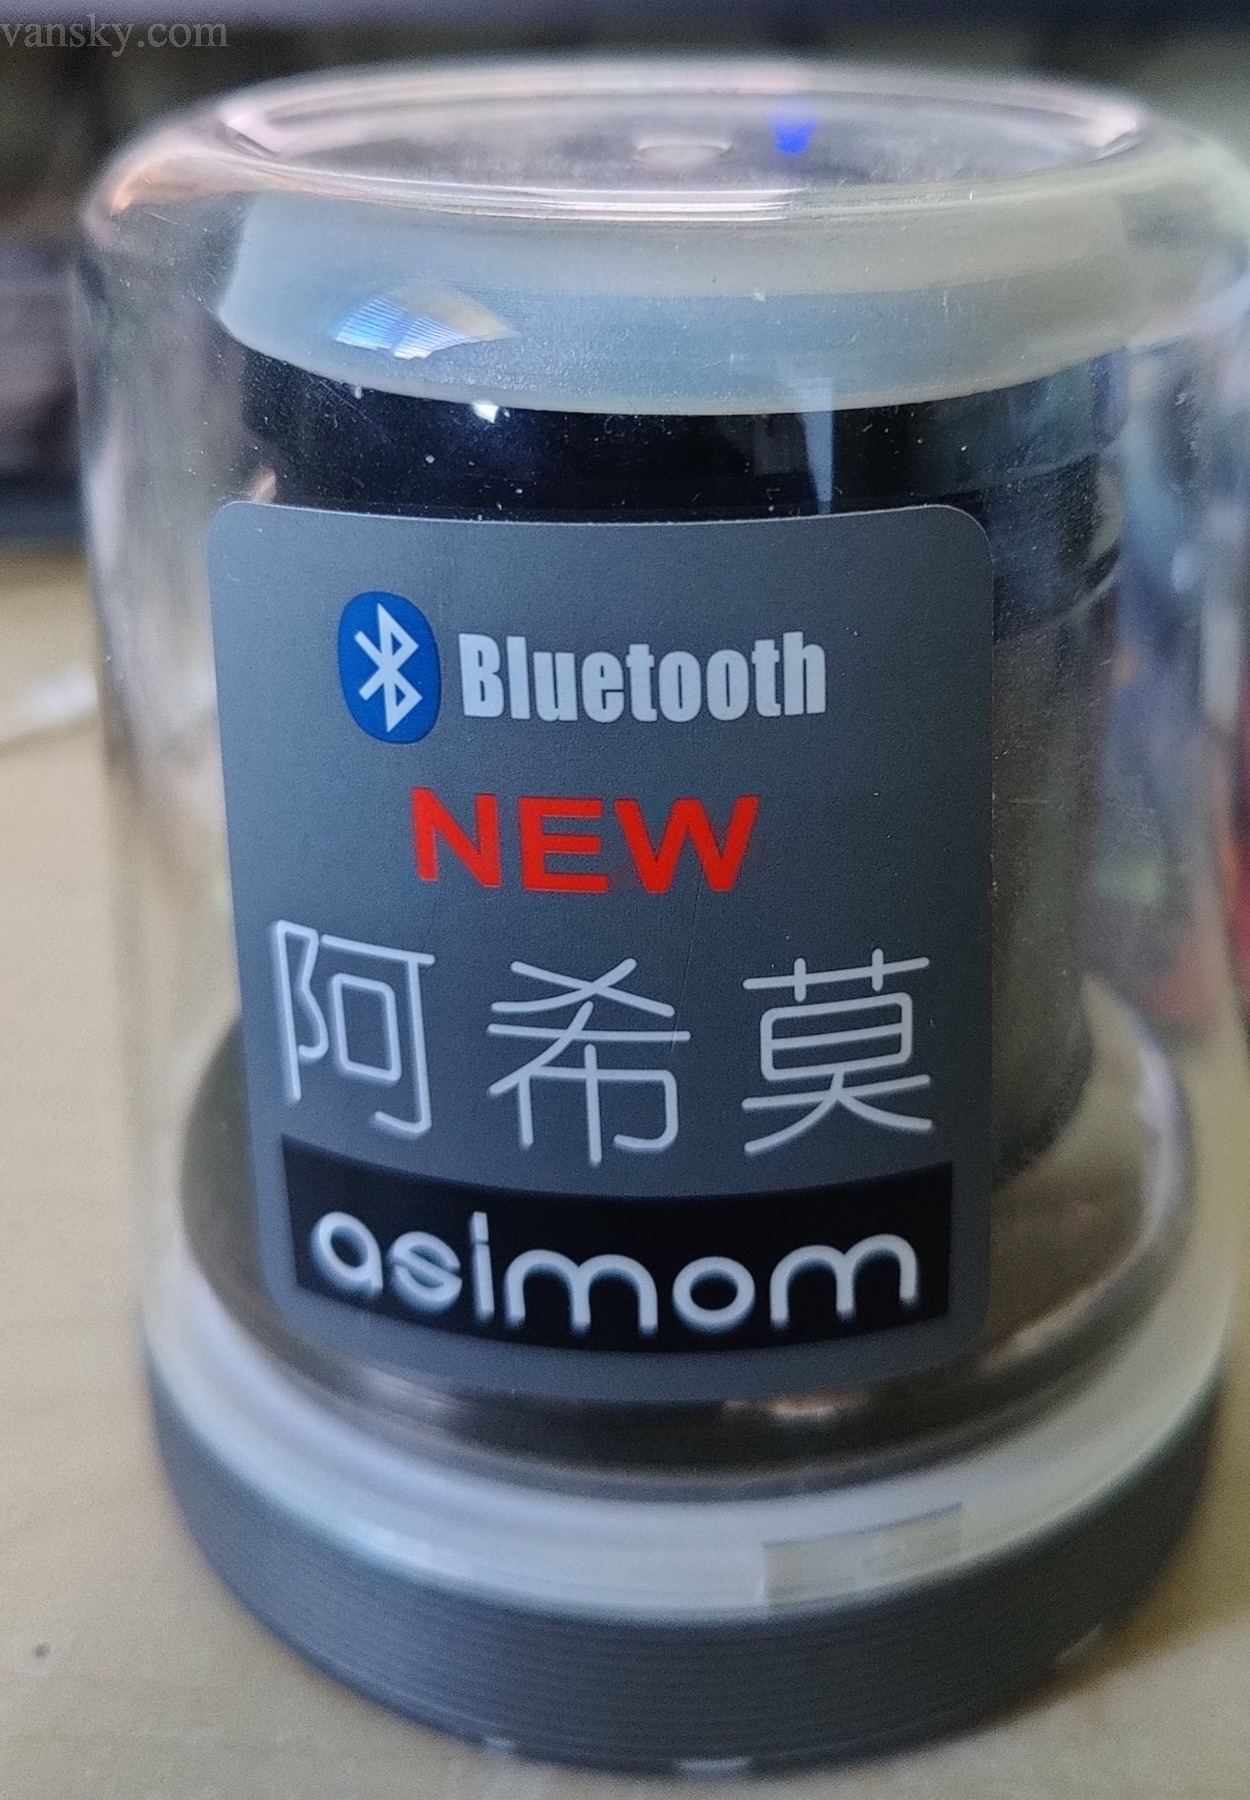 vansky.com
Bluetooth
NEW
阿希莫
asimom